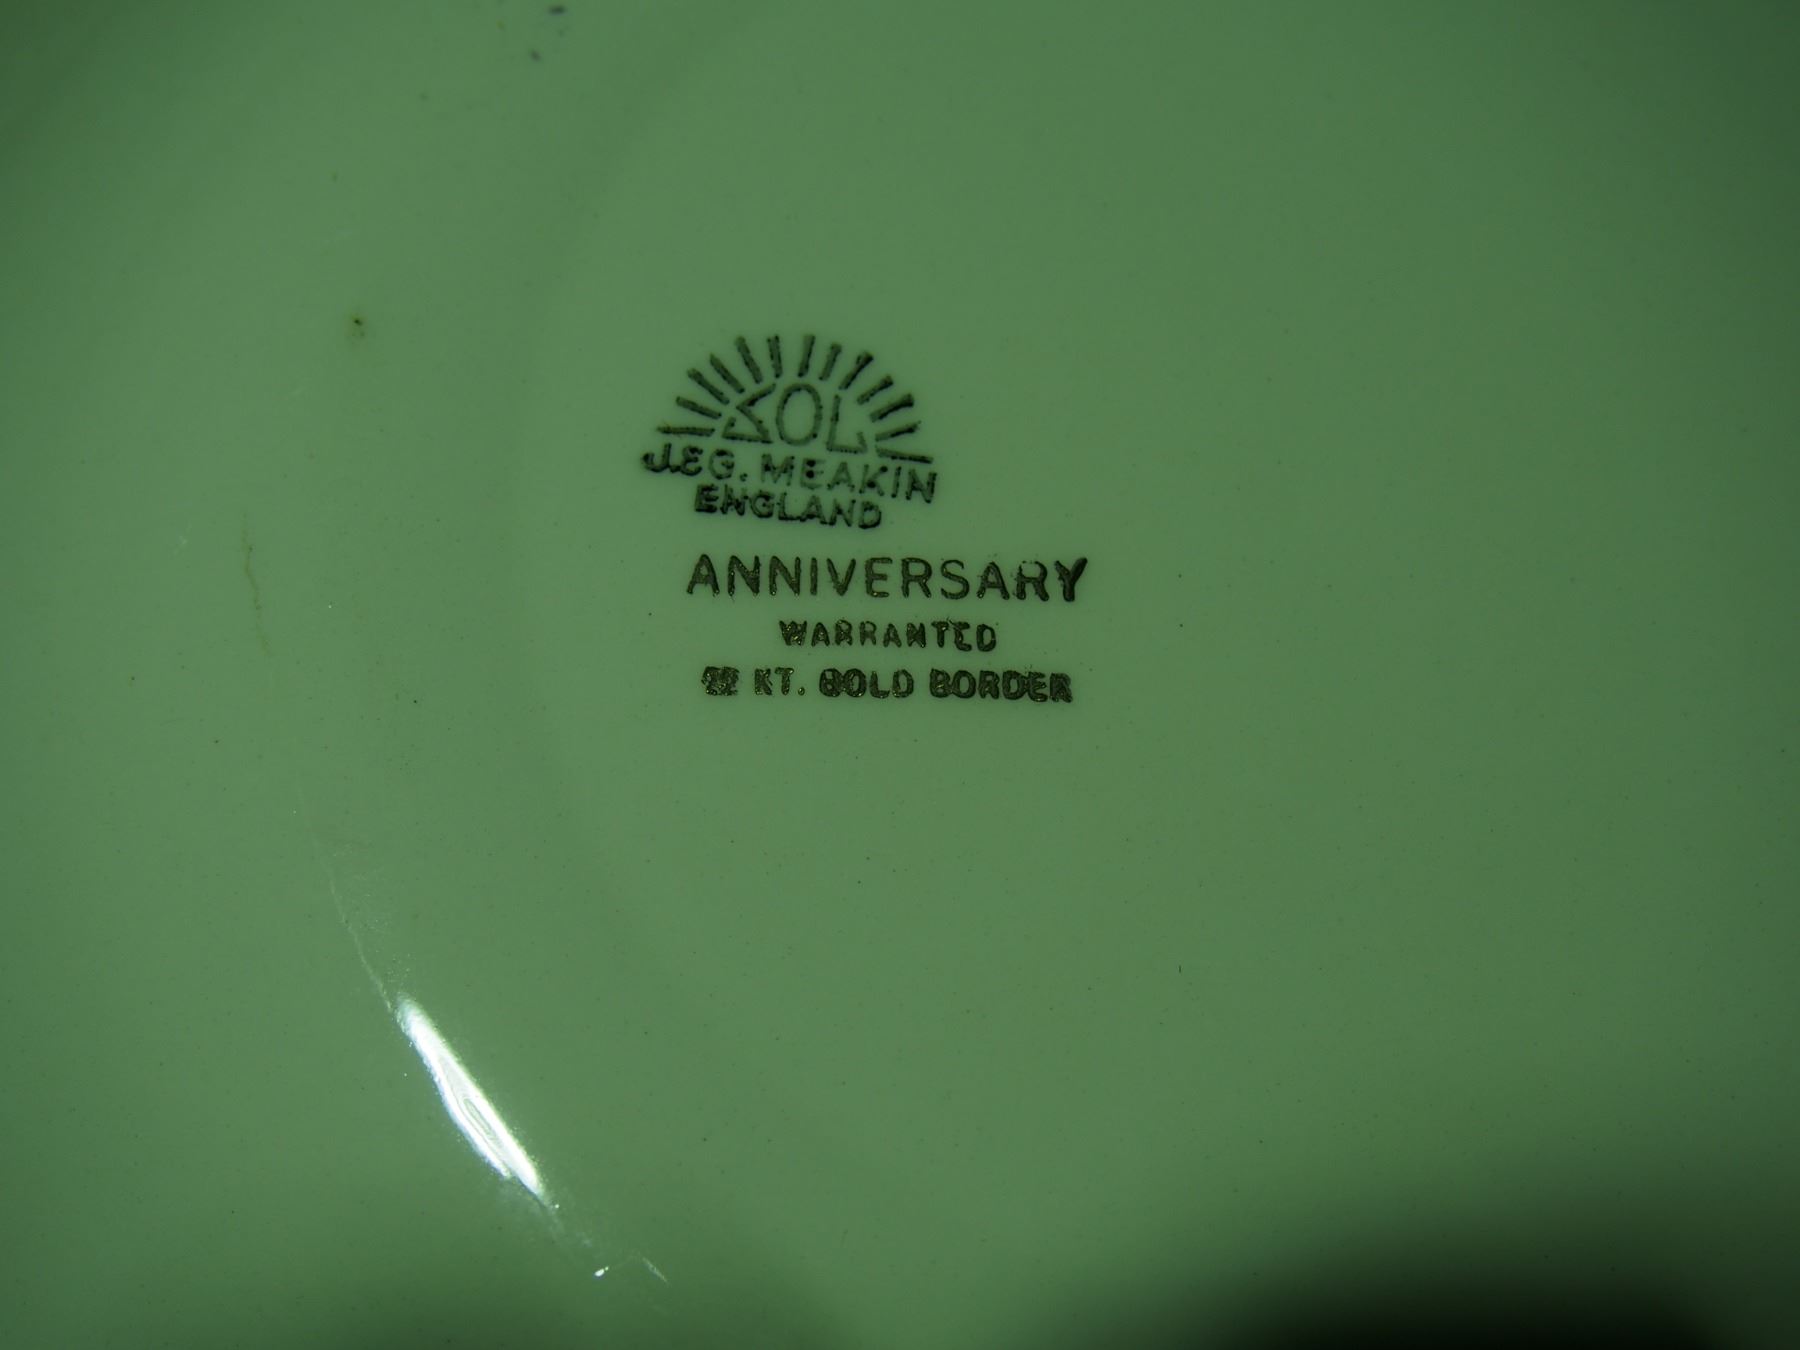 SOL
J.&G. MEAKIN
ENGLAND
ANNIVERSARY
WARRANTED
22 KT. GOLD BORDER